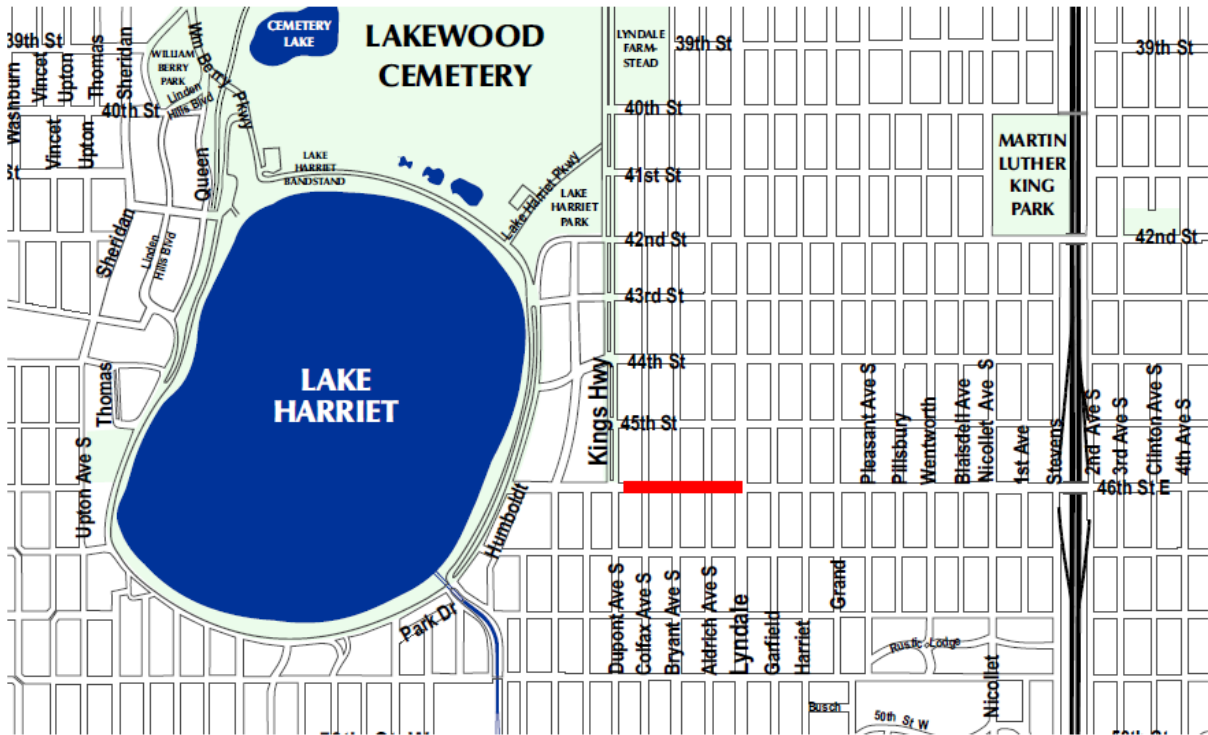 39th St
Washburn
Vincet
Upton
Thomas
Sheridan
WILLIAM
BERRY
PARK
Wm Berry Pkwy
CEMETERY
LAKE
LAKEWOOD
CEMETERY
LYNDALE
FARM-
STEAD
39th St
39th St
Linden
Hills Blvd
40th St
40th St
Vincet
Upton
St
Queen
LAKE
HARRIET
BANDSTAND
Lake Harriet Pkwy
LAKE
HARRIET
PARK
41st St
MARTIN
LUTHER
KING
PARK
Sheridan
Linden
Hills Blvd
42nd St
42nd St
43rd St
44th St
45th St
Thomas
LAKE
HARRIET
Kings Hwy
Pleasant Ave S
Pillsbury
Wentworth
Blaisdell Ave
Nicollet Ave S
1st Ave
Stevens
2nd Ave S
3rd Ave S
Clinton Ave S
4th Ave S
Upton Ave S
46th St E
Humboldt
Park Dr
Dupont Ave S
Colfax Ave S
Bryant Ave S
Aldrich Ave S
Lyndale
Garfield
Harriet
Grand
Rustic Lodge
Nicollet
Busch
50th St W